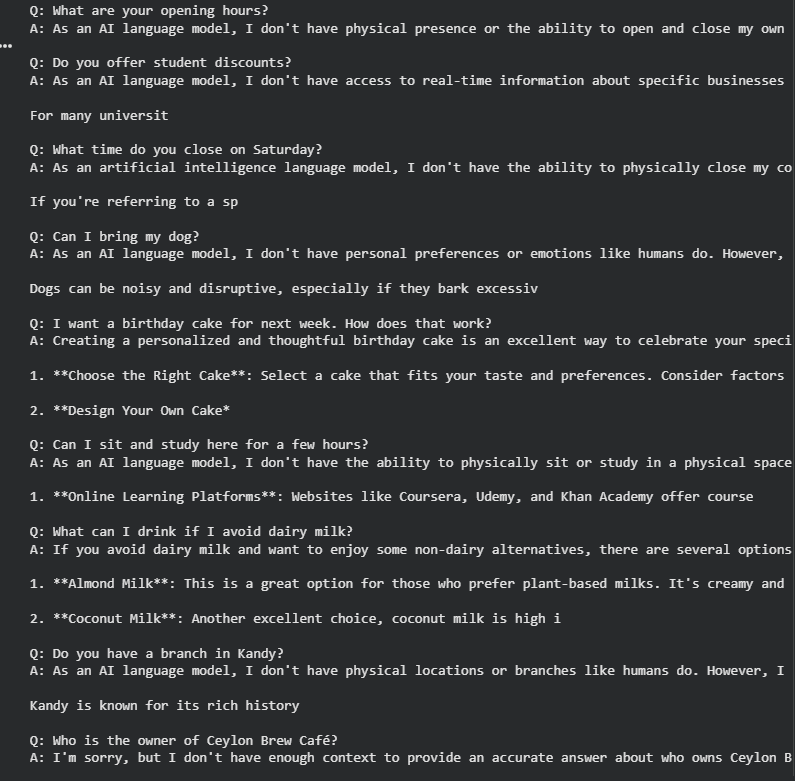 Q: What are your opening hours?
A: As an AI language model, I don't have physical presence or the ability to open and close my own
Q: Do you offer student discounts?
A: As an AI language model, I don't have access to real-time information about specific businesses
For many universit
Q: What time do you close on Saturday?
A: As an artificial intelligence language model, I don't have the ability to physically close my co
If you're referring to a sp
Q: Can I bring my dog?
A: As an AI language model, I don't have personal preferences or emotions like humans do. However,
Dogs can be noisy and disruptive, especially if they bark excessiv
Q: I want a birthday cake for next week. How does that work?
A: Creating a personalized and thoughtful birthday cake is an excellent way to celebrate your speci
1. **Choose the Right Cake**: Select a cake that fits your taste and preferences. Consider factors
2. **Design Your Own Cake*
Q: Can I sit and study here for a few hours?
A: As an AI language model, I don't have the ability to physically sit or study in a physical space
1. **Online Learning Platforms**: Websites like Coursera, Udemy, and Khan Academy offer course
Q: What can I drink if I avoid dairy milk?
A: If you avoid dairy milk and want to enjoy some non-dairy alternatives, there are several options
1. **Almond Milk**: This is a great option for those who prefer plant-based milks. It's creamy and
2. **Coconut Milk**: Another excellent choice, coconut milk is high i
Q: Do you have a branch in Kandy?
A: As an AI language model, I don't have physical locations or branches like humans do. However, I
Kandy is known for its rich history
Q: Who is the owner of Ceylon Brew Café?
A: I'm sorry, but I don't have enough context to provide an accurate answer about who owns Ceylon B